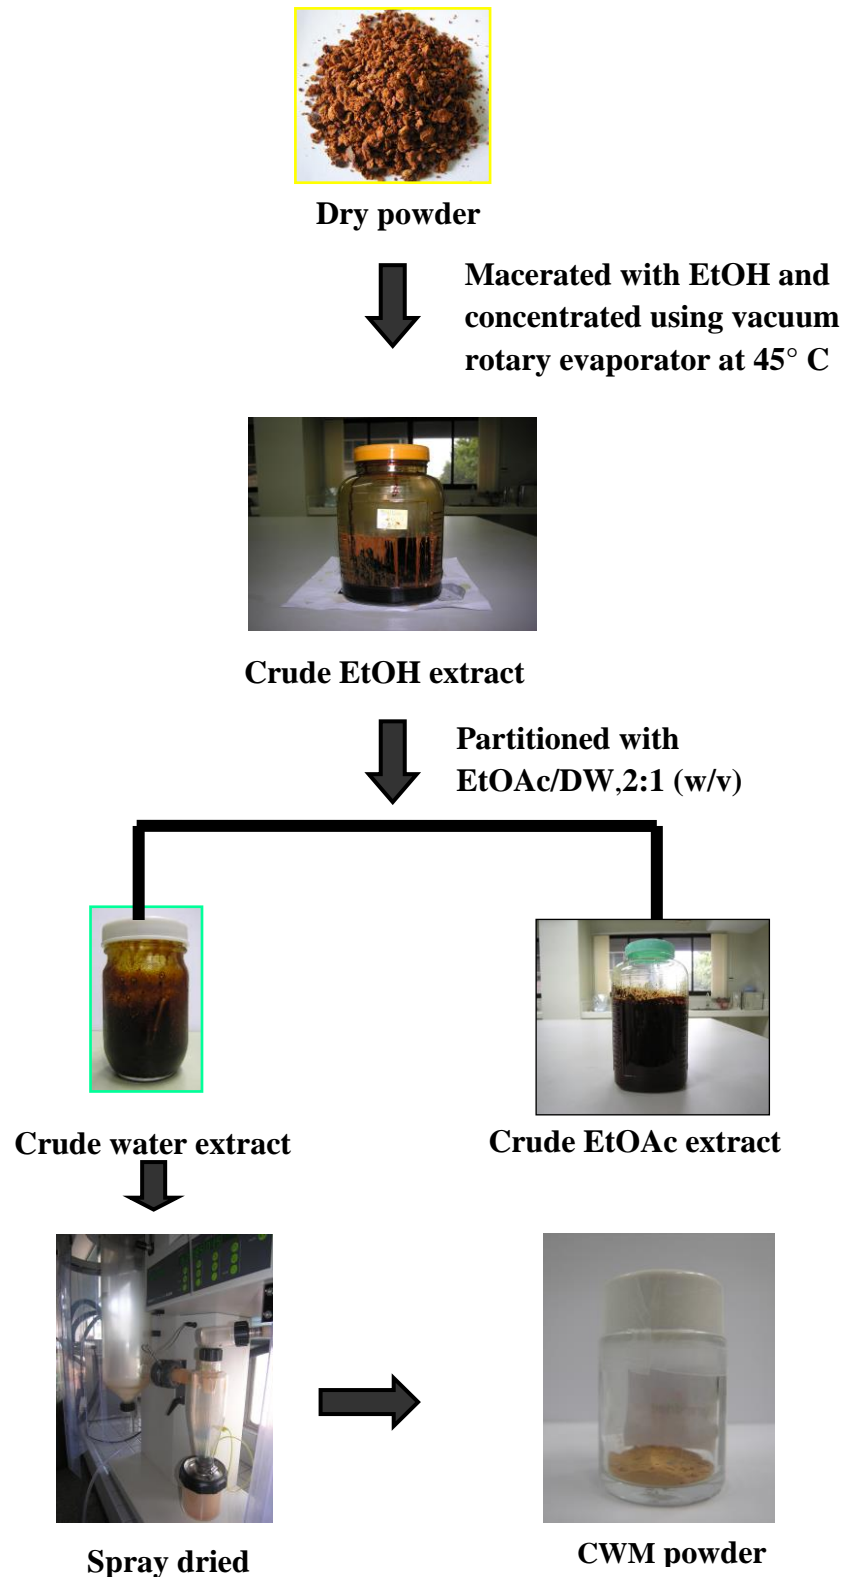 Dry powder
Macerated with EtOH and
concentrated using vacuum
rotary evaporator at 45° C
Crude EtOH extract
Partitioned with
EtOAc/DW,2:1 (w/v)
Crude water extract
Crude EtOAc extract
Spray dried
CWM powder